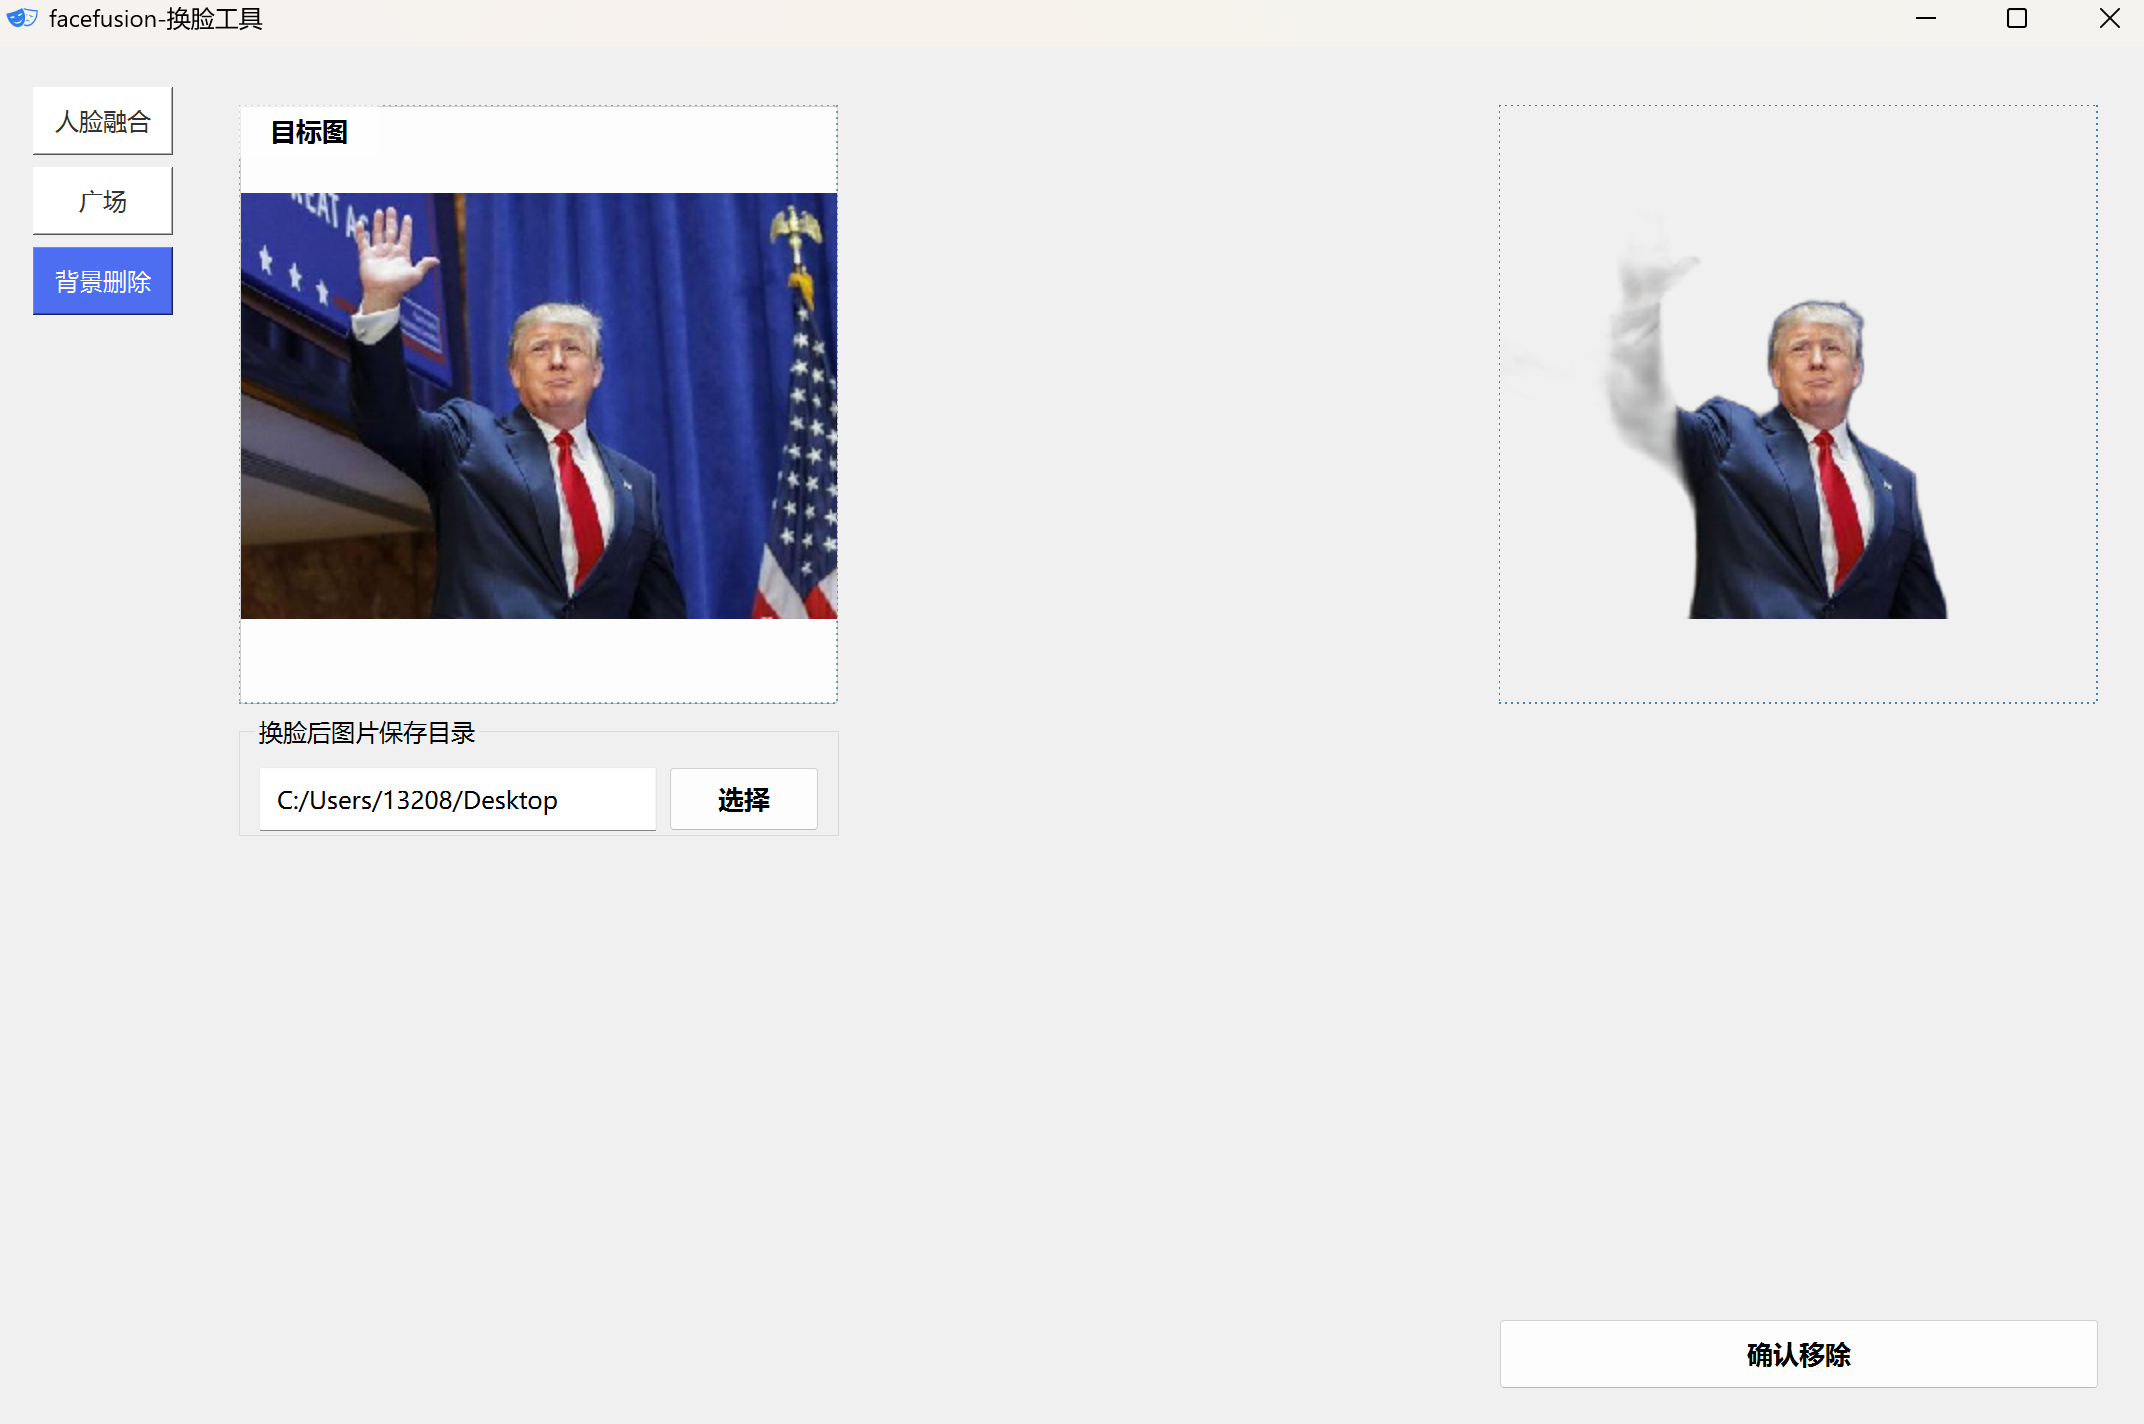 facefusion-换脸工具
人脸融合
广场
背景删除
目标图
换脸后图片保存目录
C:/Users/13208/Desktop
选择
确认移除